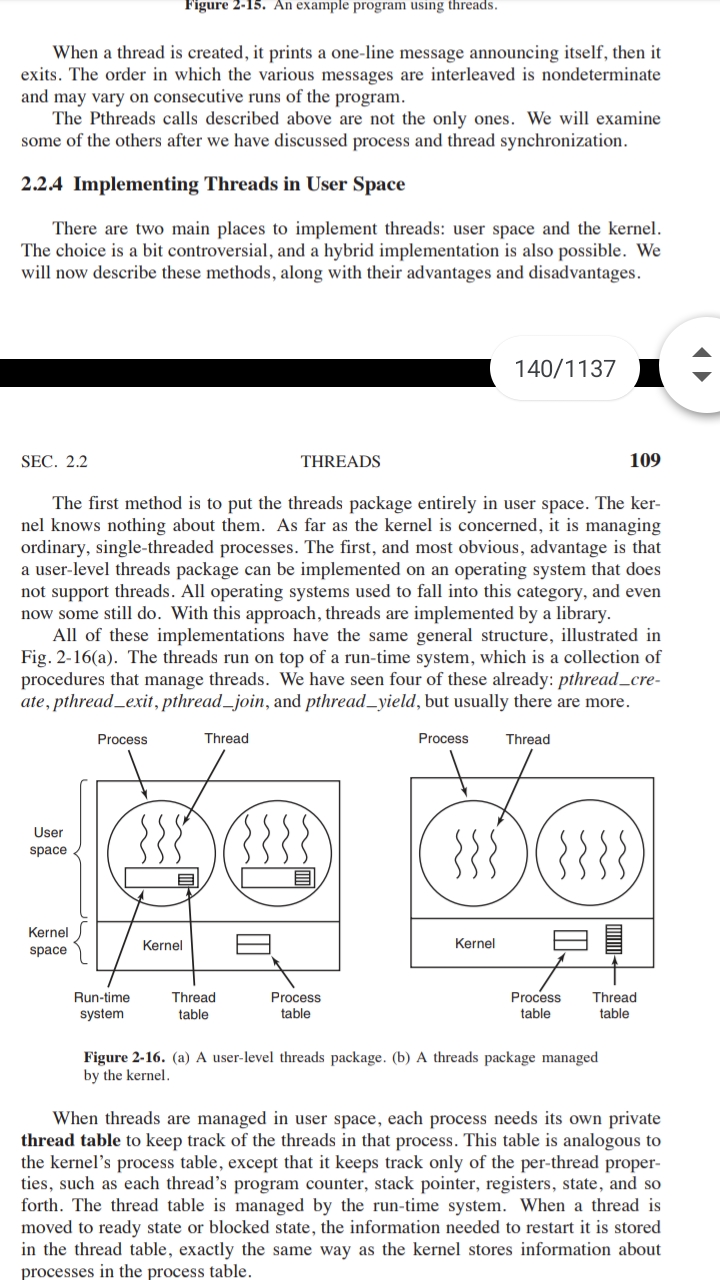 Figure 2-15. An example program using threads.
When a thread is created, it prints a one-line message announcing itself, then it
exits. The order in which the various messages are interleaved is nondeterminate
and may vary on consecutive runs of the program.
The Pthreads calls described above are not the only ones. We will examine
some of the others after we have discussed process and thread synchronization.
2.2.4 Implementing Threads in User Space
There are two main places to implement threads: user space and the kernel.
The choice is a bit controversial, and a hybrid implementation is also possible. We
will now describe these methods, along with their advantages and disadvantages.
140/1137
SEC. 2.2 THREADS 109
The first method is to put the threads package entirely in user space. The ker-
nel knows nothing about them. As far as the kernel is concerned, it is managing
ordinary, single-threaded processes. The first, and most obvious, advantage is that
a user-level threads package can be implemented on an operating system that does
not support threads. All operating systems used to fall into this category, and even
now some still do. With this approach, threads are implemented by a library.
All of these implementations have the same general structure, illustrated in
Fig. 2-16(a). The threads run on top of a run-time system, which is a collection of
procedures that manage threads. We have seen four of these already: pthread_cre-
ate, pthread_exit, pthread_join, and pthread_yield, but usually there are more.
Process Thread Process Thread
User
space
Kernel
space
Kernel Kernel
Run-time
system
Thread
table
Process
table
Process
table
Thread
table
Figure 2-16. (a) A user-level threads package. (b) A threads package managed
by the kernel.
When threads are managed in user space, each process needs its own private
thread table to keep track of the threads in that process. This table is analogous to
the kernel's process table, except that it keeps track only of the per-thread proper-
ties, such as each thread's program counter, stack pointer, registers, state, and so
forth. The thread table is managed by the run-time system. When a thread is
moved to ready state or blocked state, the information needed to restart it is stored
in the thread table, exactly the same way as the kernel stores information about
processes in the process table.